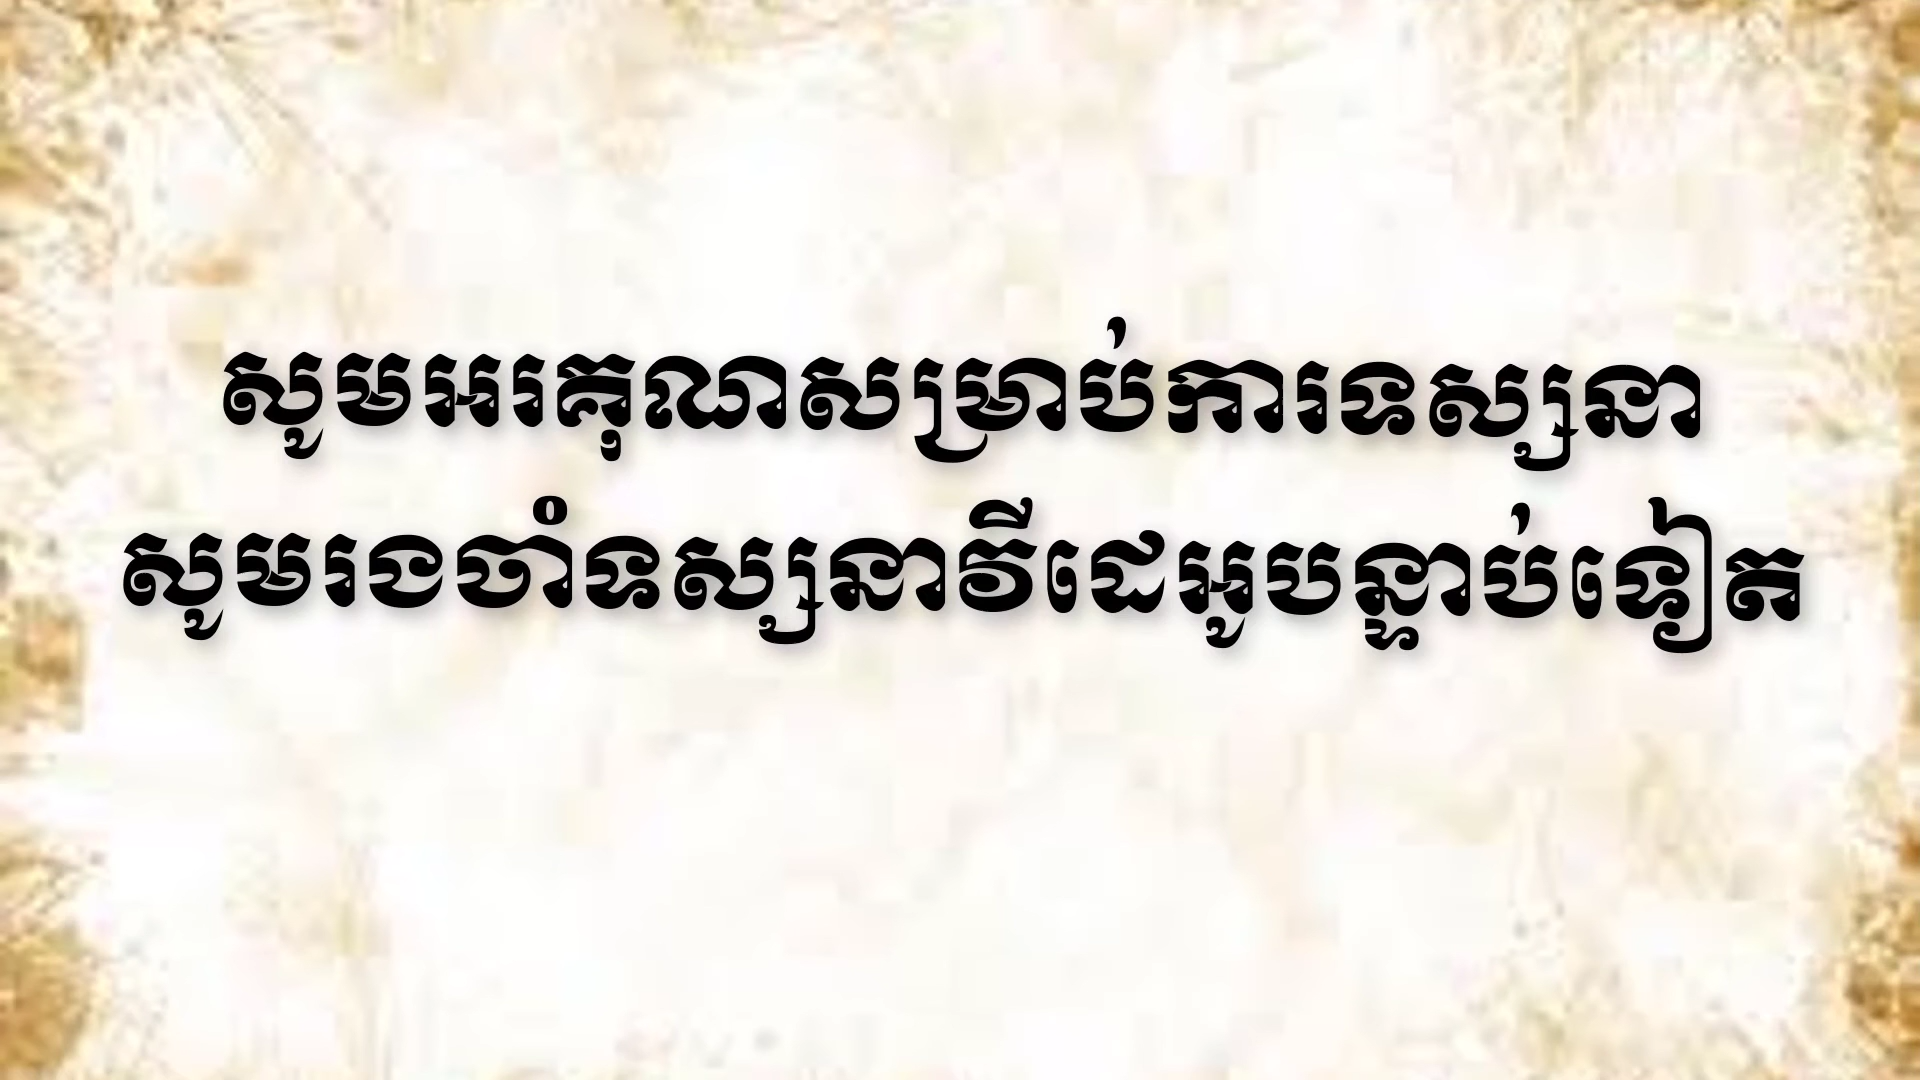 សូមអរគុណសម្រាប់ការទស្សនា
សូមរងចាំទស្សនាវីដេអូបន្ទាប់ទៀត